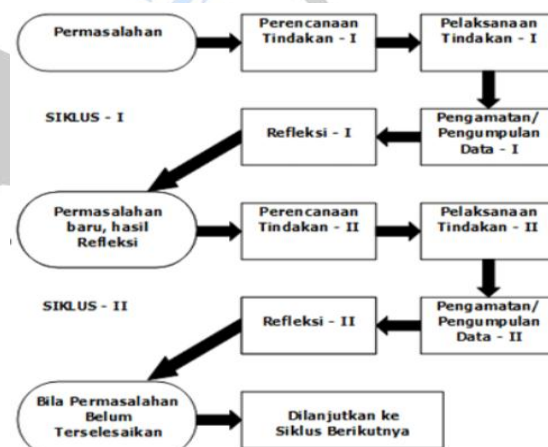 Permasalahan
Perencanaan
Tindakan - I
Pelaksanaan
Tindakan - I
SIKLUS - I
Refleksi - I
Pengamatan/
Pengumpulan
Data - I
Permasalahan
baru, hasil
Refleksi
Perencanaan
Tindakan - II
Pelaksanaan
Tindakan - II
SIKLUS - II
Refleksi - II
Pengamatan/
Pengumpulan
Data - II
Bila Permasalahan
Belum
Terselesaikan
Dilanjutkan ke
Siklus Berikutnya